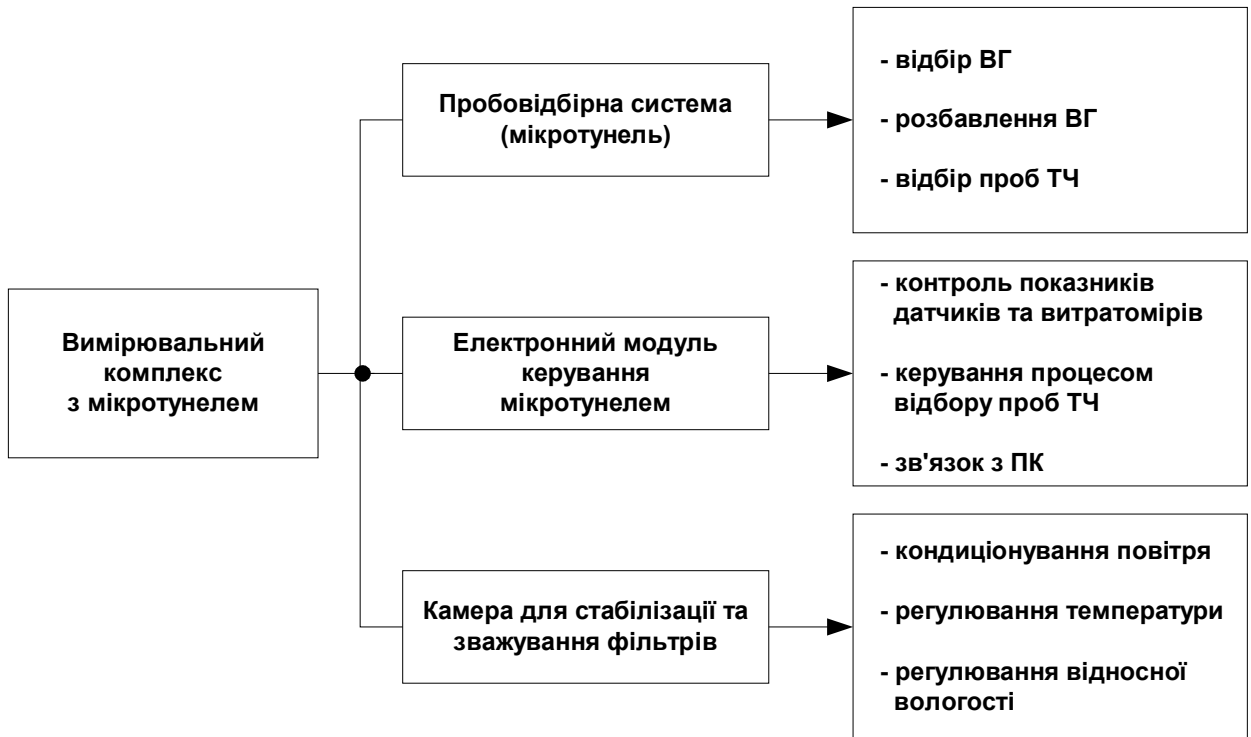 Вимірювальний
комплекс
з мікротунелем
Пробовідбірна система
(мікротунель)
- відбір ВГ
- розбавлення ВГ
- відбір проб ТЧ
Електронний модуль
керування
мікротунелем
- контроль показників
датчиків та витратомірів
- керування процесом
відбору проб ТЧ
- зв'язок з ПК
Камера для стабілізації та
зважування фільтрів
- кондиціонування повітря
- регулювання температури
- регулювання відносної
вологості